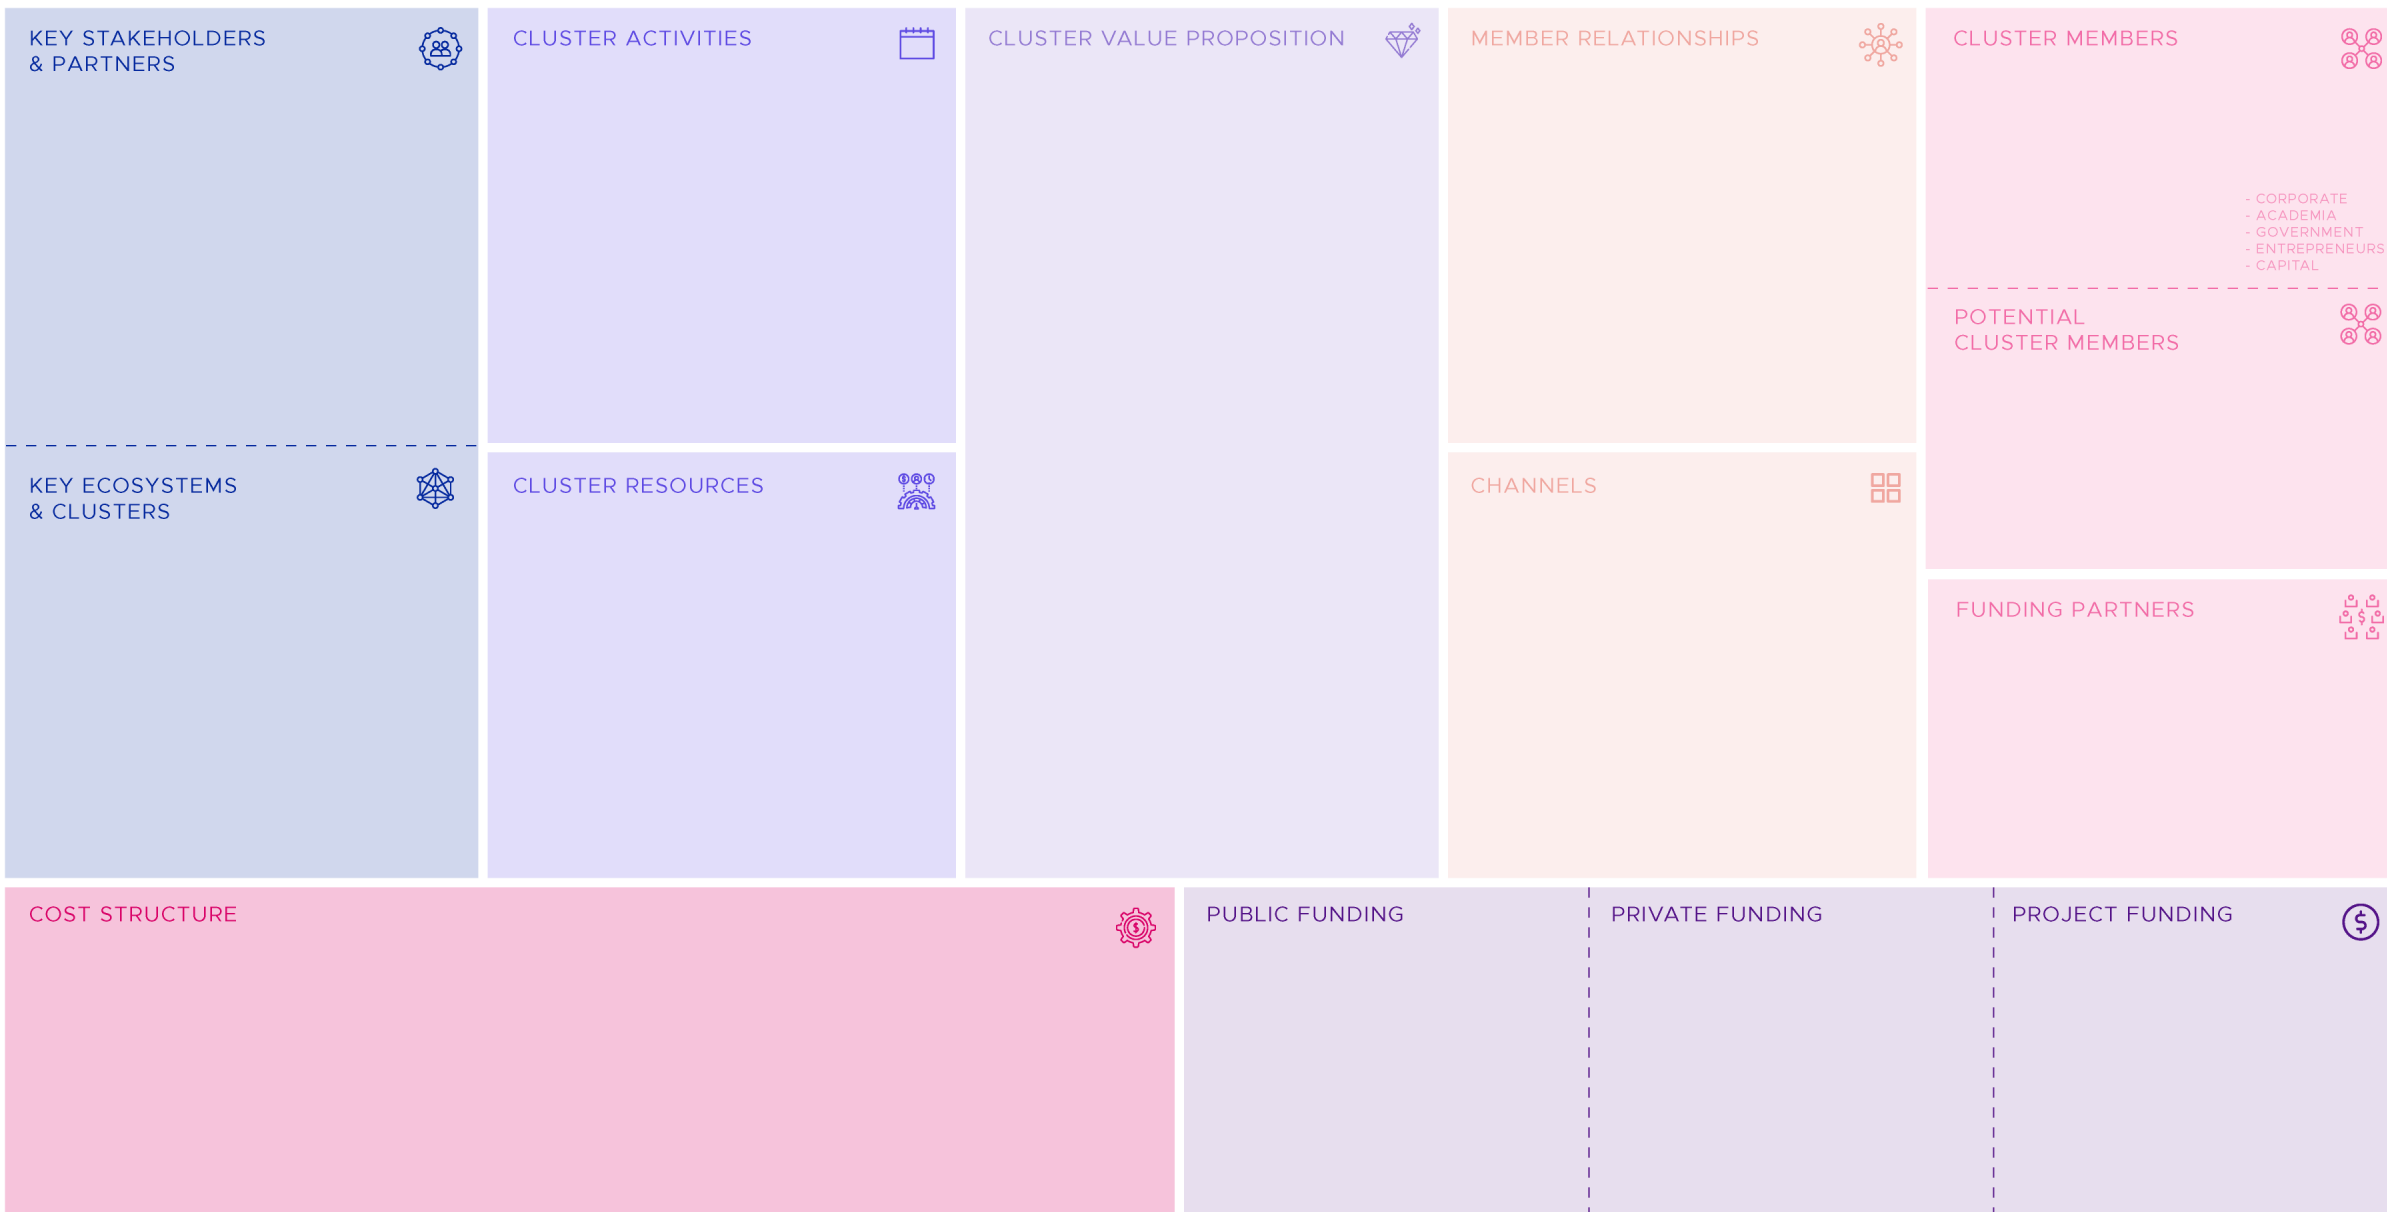 KEY STAKEHOLDERS
& PARTNERS
CLUSTER ACTIVITIES
CLUSTER VALUE PROPOSITION
MEMBER RELATIONSHIPS
CLUSTER MEMBERS
- CORPORATE
- ACADEMIA
- GOVERNMENT
- ENTREPRENEURS
- CAPITAL
POTENTIAL
CLUSTER MEMBERS
KEY ECOSYSTEMS
& CLUSTERS
CLUSTER RESOURCES
CHANNELS
FUNDING PARTNERS
COST STRUCTURE
PUBLIC FUNDING
PRIVATE FUNDING
PROJECT FUNDING